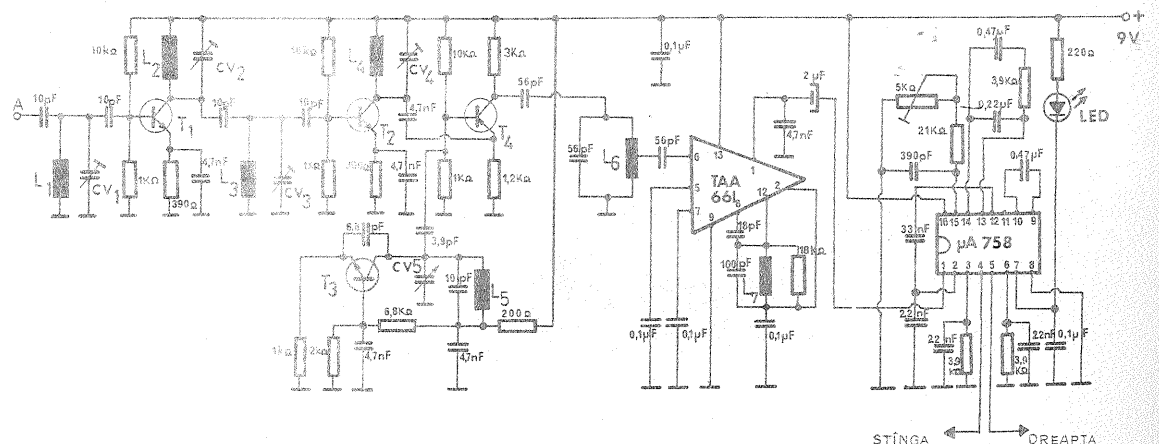 +
9V
10kΩ
L2
CV2
L4
CV4
10kΩ
3KΩ
0,1µF
0,47µF
220Ω
LED
A
10pF
10pF
T1
10pF
10pF
T2
4,7nF
T4
56pF
2 µF
4,7nF
5KΩ
3,9KΩ
0,22µF
21KΩ
390pF
0,47µF
L1
CV1
1KΩ
390Ω
4,7nF
L3
CV3
1KΩ
4,7nF
1KΩ
1,2KΩ
56pF
L6
56pF
6
5
7
13
1
TAA
661
8
12
2
9
18pF
100pF
7
18kΩ
33nF
16 15 14 13 12 11 10 9
µA 758
1 2 3 4 5 6 7 8
3,9pF
T3
CV5
10pF
L5
6,8KΩ
200Ω
1kΩ
2kΩ
4,7nF
4,7nF
0,1µF
0,1µF
0,1µF
2,2nF
22nF
3,9
KΩ
3,9
KΩ
22nF
0,1µF
STÎNGA
DREAPTA